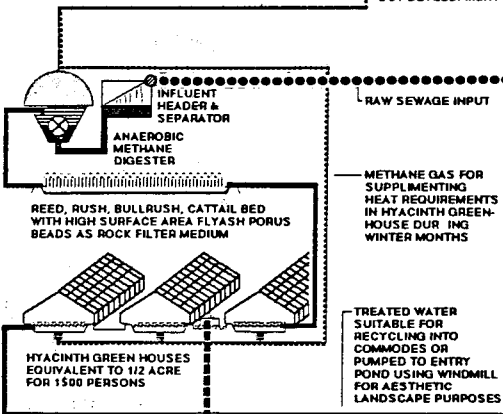 INFLUENT
HEADER &
SEPARATOR
RAW SEWAGE INPUT
ANAEROBIC
METHANE
DIGESTER
METHANE GAS FOR
SUPPLIMENTING
HEAT REQUIREMENTS
IN HYACINTH GREEN-
HOUSE DUR ING
WINTER MONTHS
REED, RUSH, BULLRUSH, CATTAIL BED
WITH HIGH SURFACE AREA FLYASH PORUS
BEADS AS ROCK FILTER MEDIUM
TREATED WATER
SUITABLE FOR
RECYCLING INTO
COMMODES OR
PUMPED TO ENTRY
POND USING WINDMILL
FOR AESTHETIC
LANDSCAPE PURPOSES
HYACINTH GREEN HOUSES
EQUIVALENT TO 1/2 ACRE
FOR 1$00 PERSONS